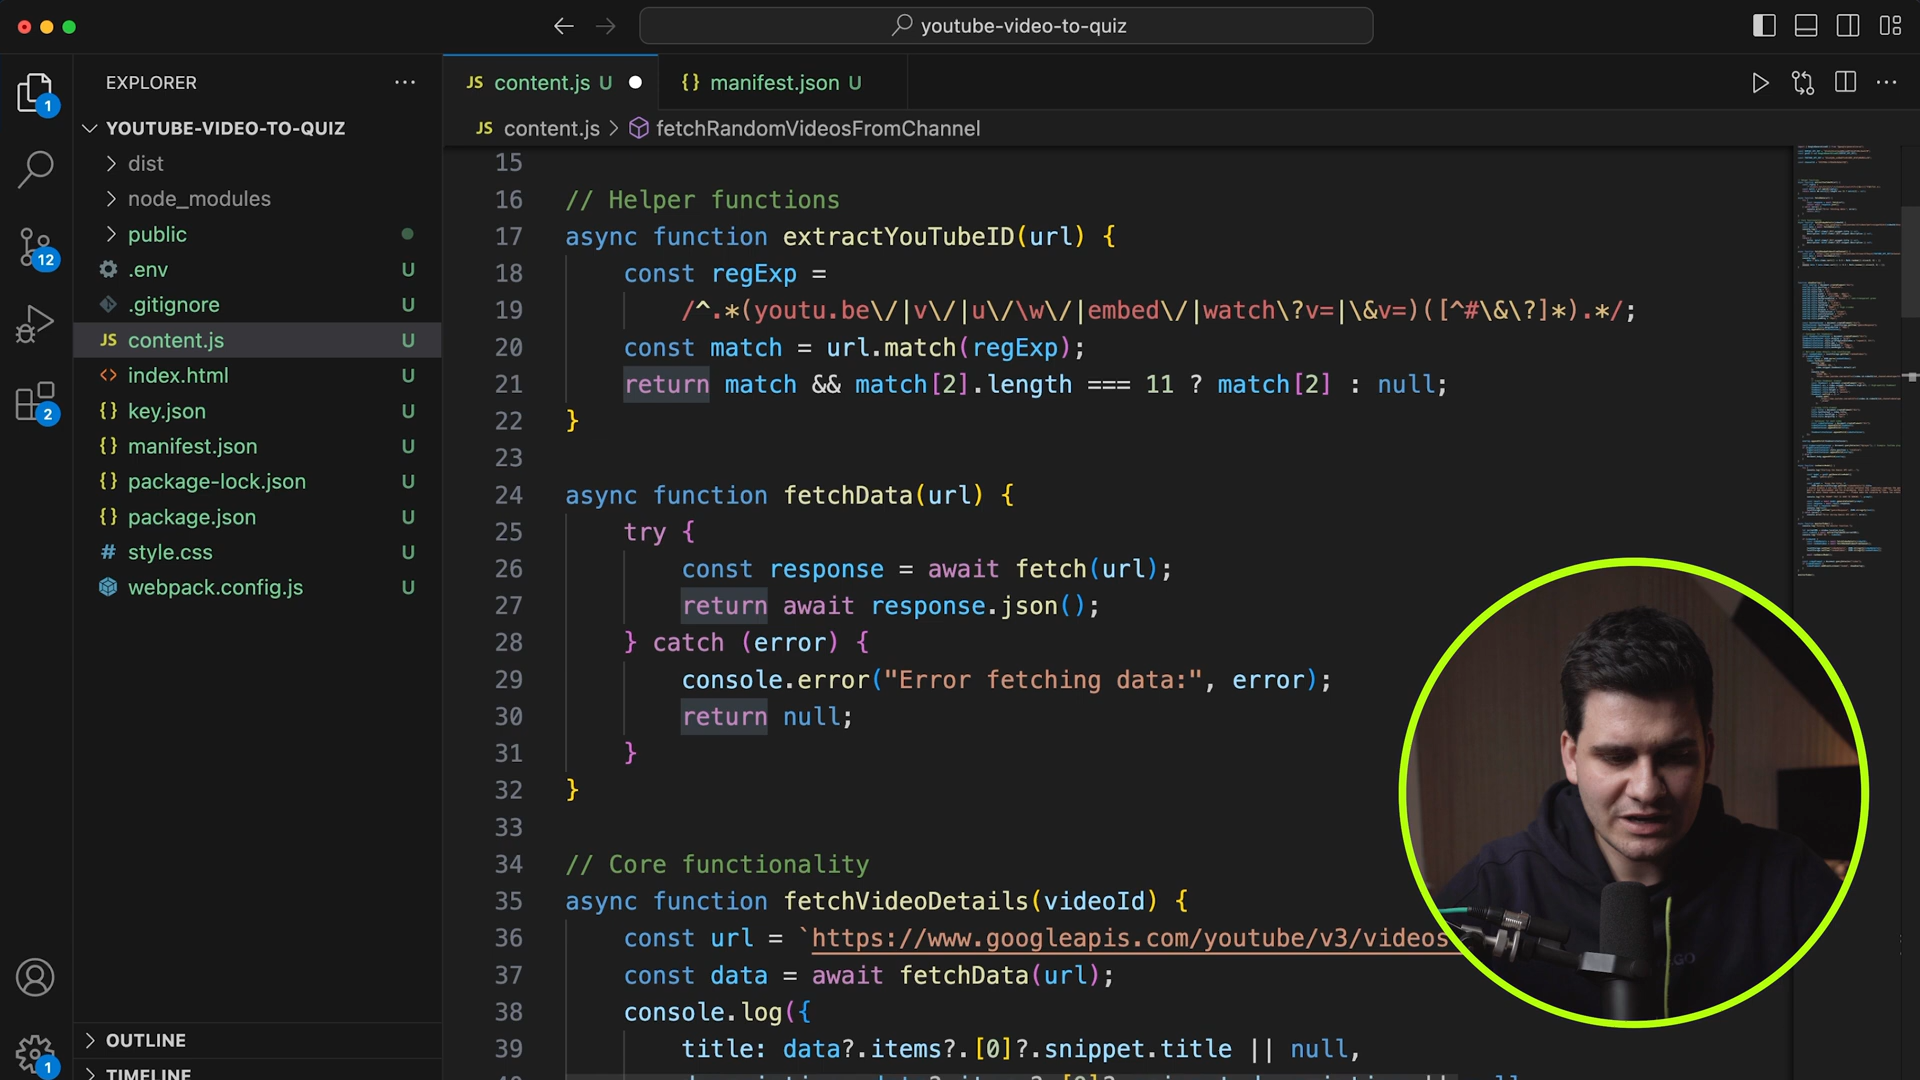 youtube-video-to-quiz
EXPLORER
YOUTUBE-VIDEO-TO-QUIZ
dist
node_modules
public
.env U
.gitignore U
JS content.js U
index.html U
{} key.json U
{} manifest.json U
{} package-lock.json U
{} package.json U
# style.css U
webpack.config.js U
OUTLINE
TIMELINE
1
12
2
1
JS content.js U
{} manifest.json U
JS content.js > fetchRandomVideosFromChannel
15
16 // Helper functions
17 async function extractYouTubeID(url) {
18 const regExp =
19 /^.*(youtu.be\/|v\/|u\/\w\/|embed\/|watch\?v=|\&v=)([^#\&\?]*).*/;
20 const match = url.match(regExp);
21 return match && match[2].length === 11 ? match[2] : null;
22 }
23
24 async function fetchData(url) {
25 try {
26 const response = await fetch(url);
27 return await response.json();
28 } catch (error) {
29 console.error("Error fetching data:", error);
30 return null;
31 }
32 }
33
34 // Core functionality
35 async function fetchVideoDetails(videoId) {
36 const url = `https://www.googleapis.com/youtube/v3/videos
37 const data = await fetchData(url);
38 console.log({
39 title: data?.items?.[0]?.snippet.title || null,